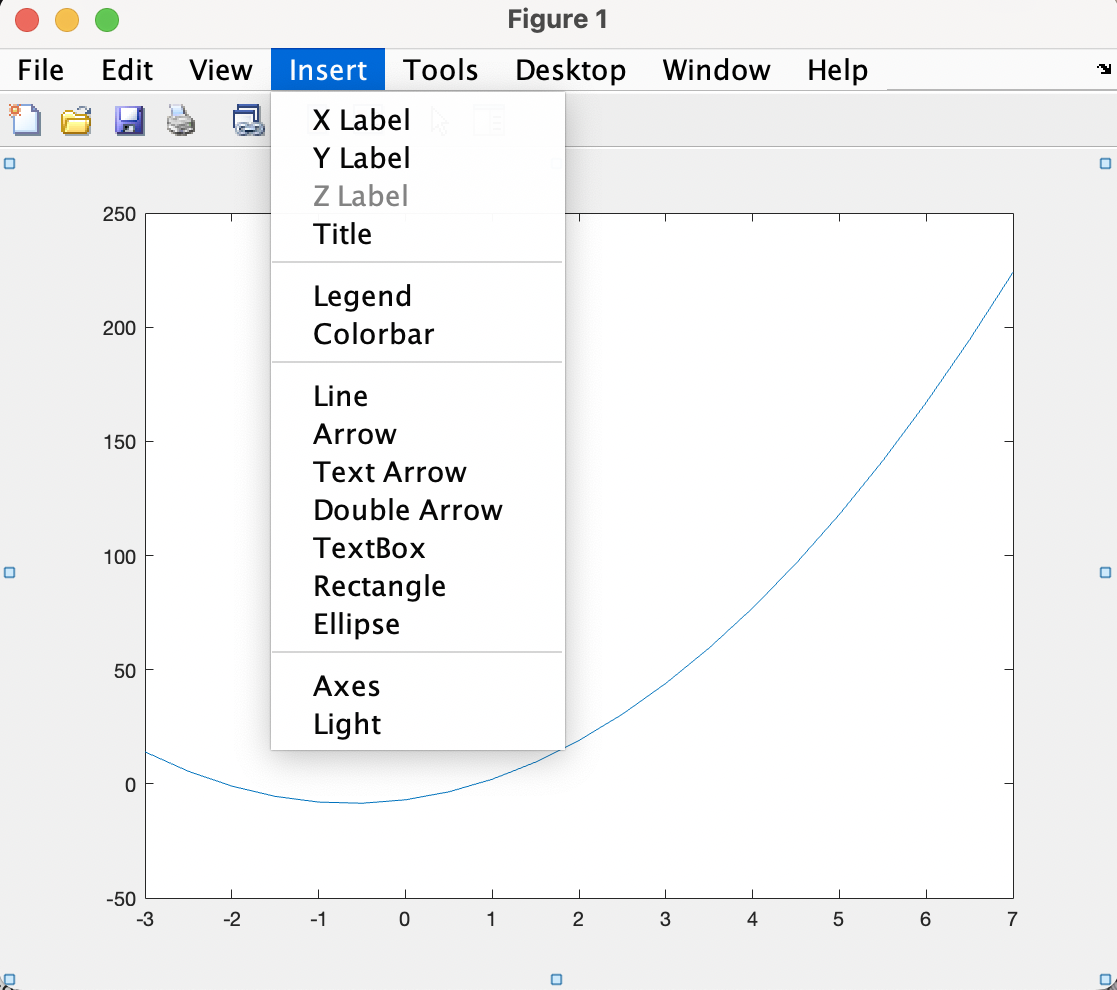 Figure 1
File Edit View Insert Tools Desktop Window Help
X Label
Y Label
Z Label
Title
Legend
Colorbar
Line
Arrow
Text Arrow
Double Arrow
TextBox
Rectangle
Ellipse
Axes
Light
250
200
150
100
50
0
-50
-3 -2 -1 0 1 2 3 4 5 6 7